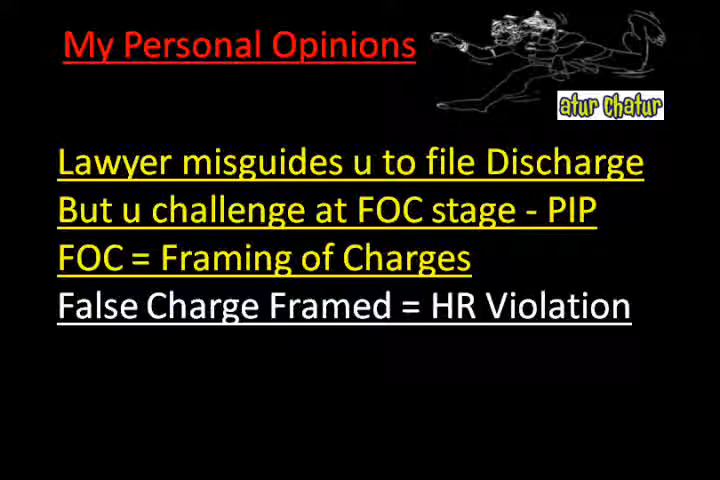 My Personal Opinions
atur chatur
Lawyer misguides u to file Discharge
But u challenge at FOC stage - PIP
FOC = Framing of Charges
False Charge Framed = HR Violation